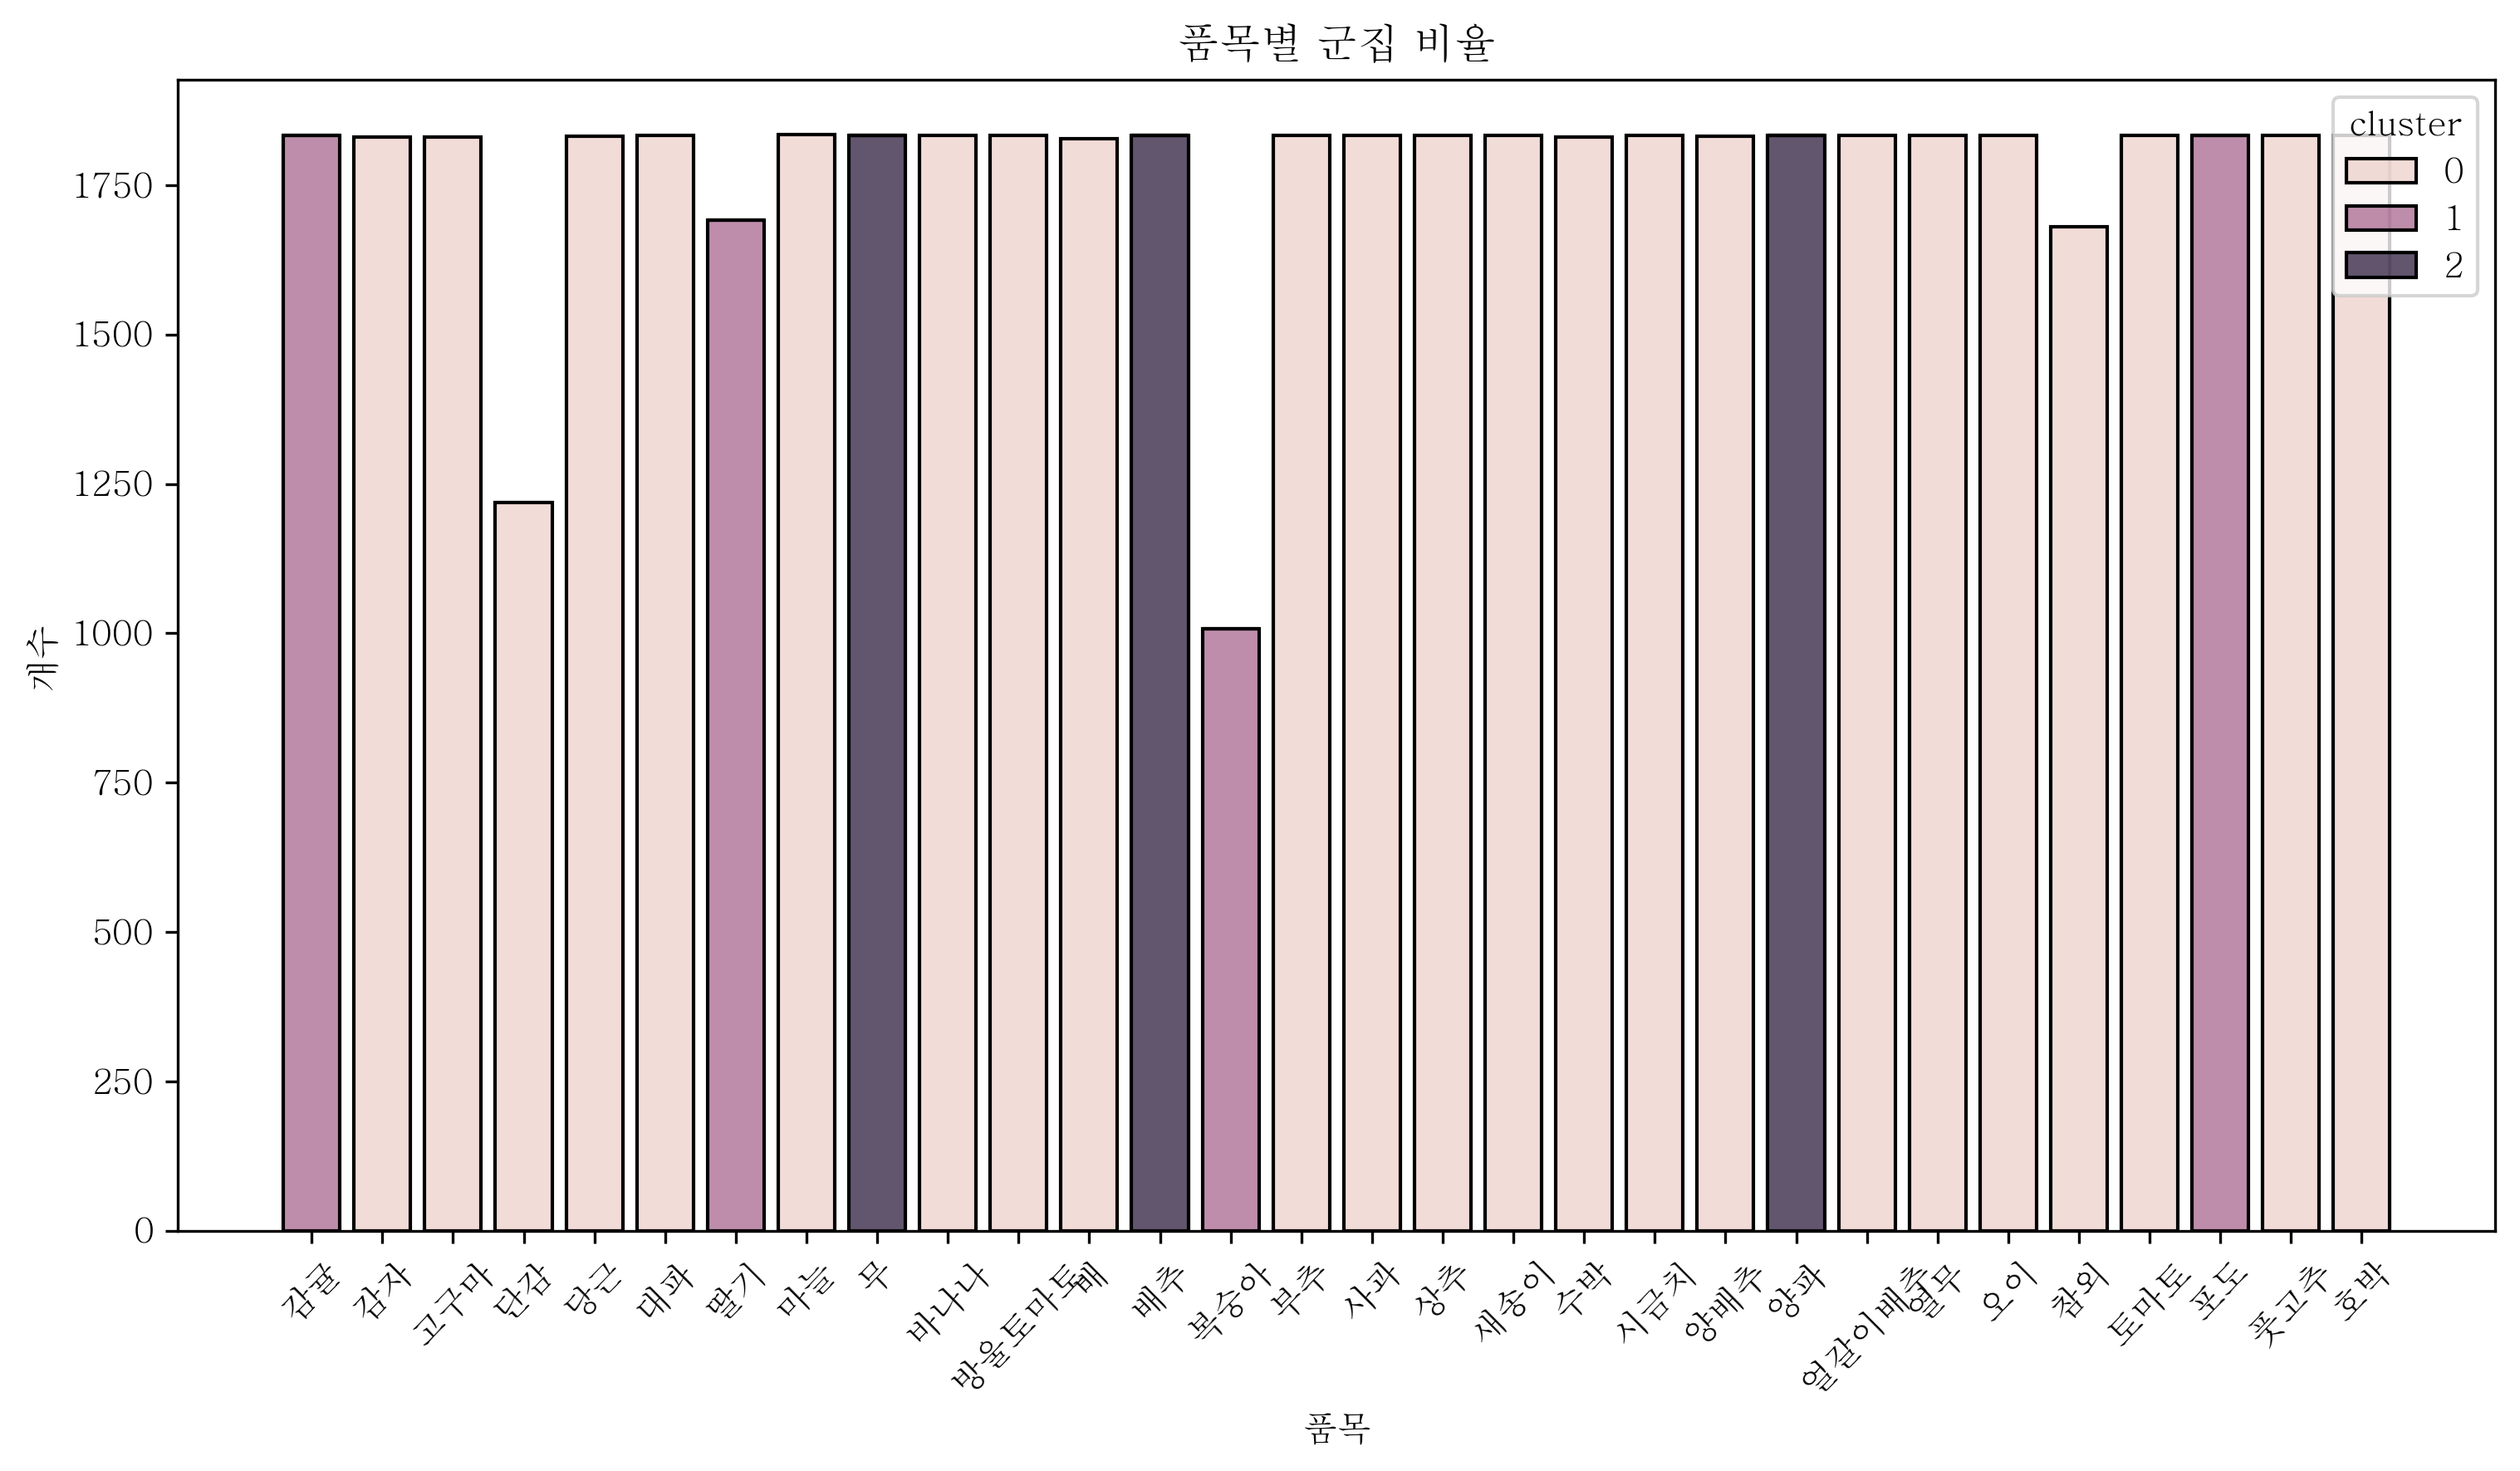 품목별 군집 비율
cluster
0
1
2
개수
1750
1500
1250
1000
750
500
250
0
감귤
감자
고구마
단감
당근
대파
딸기
마늘
무
바나나
방울토마토
배
배추
복숭아
부추
사과
상추
새송이
수박
시금치
양배추
양파
얼갈이배추
열무
오이
참외
토마토
포도
풋고추
호박
품목